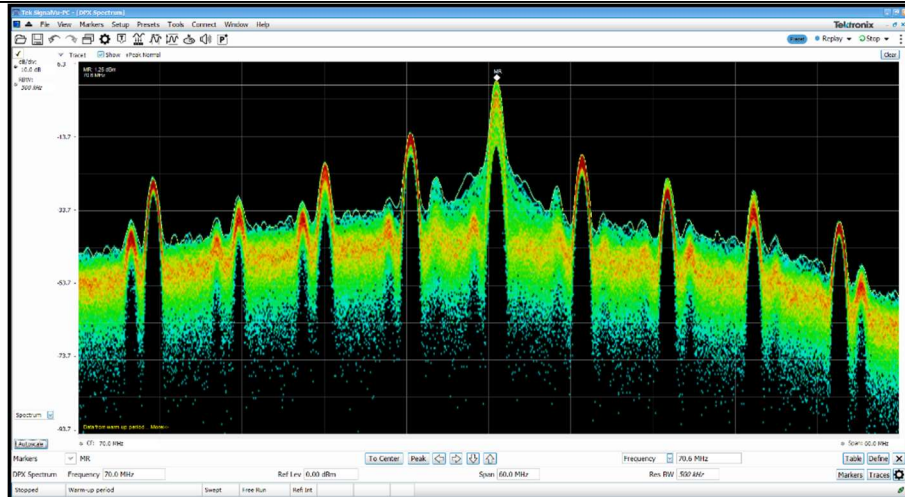 Tek SignalVu-PC - [DPX Spectrum]
File View Markers Setup Presets Tools Connect Window Help
Tektronix
Replay Stop
Trace1 Show +Peak Normal
Clear
dB/div:
10.0 dB
RBW:
300 kHz
6.3
MR: 1.25 dBm
70.6 MHz
MR
-13.7
-33.7
-53.7
-73.7
-93.7
Spectrum
Data from warm up period More...
Autoscale
CF: 70.0 MHz
Span: 60.0 MHz
Markers MR To Center Peak Frequency 70.6 MHz Table Define X
DPX Spectrum Frequency 70.0 MHz Ref Lev 0.00 dBm Span 60.0 MHz Res BW 300 kHz Markers Traces
Stopped Warm-up period Swept Free Run Ref Int